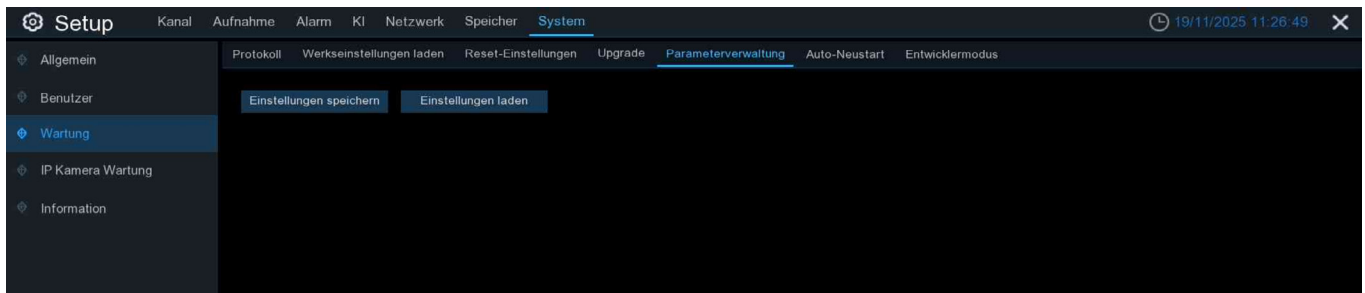 Setup Kanal Aufnahme Alarm KI Netzwerk Speicher System 19/11/2025 11:26:49
Protokoll Werkseinstellungen laden Reset-Einstellungen Upgrade Parameterverwaltung Auto-Neustart Entwicklermodus
Allgemein
Benutzer
Wartung
IP Kamera Wartung
Information
Einstellungen speichern Einstellungen laden